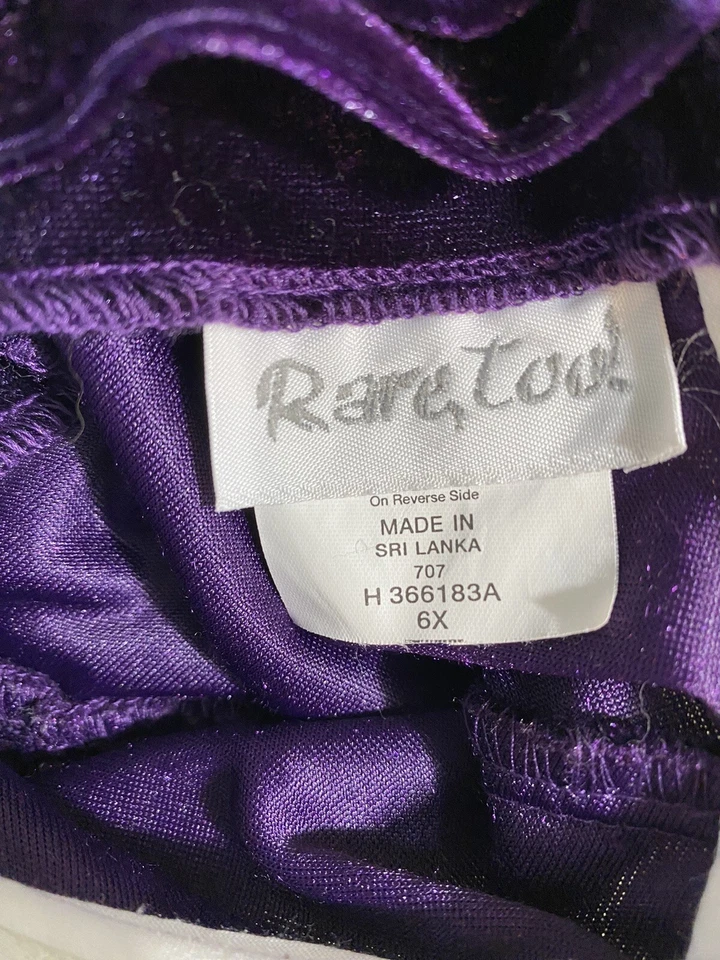 Rare, too!
On Reverse Side
MADE IN
SRI LANKA
707
H 366183A
6X